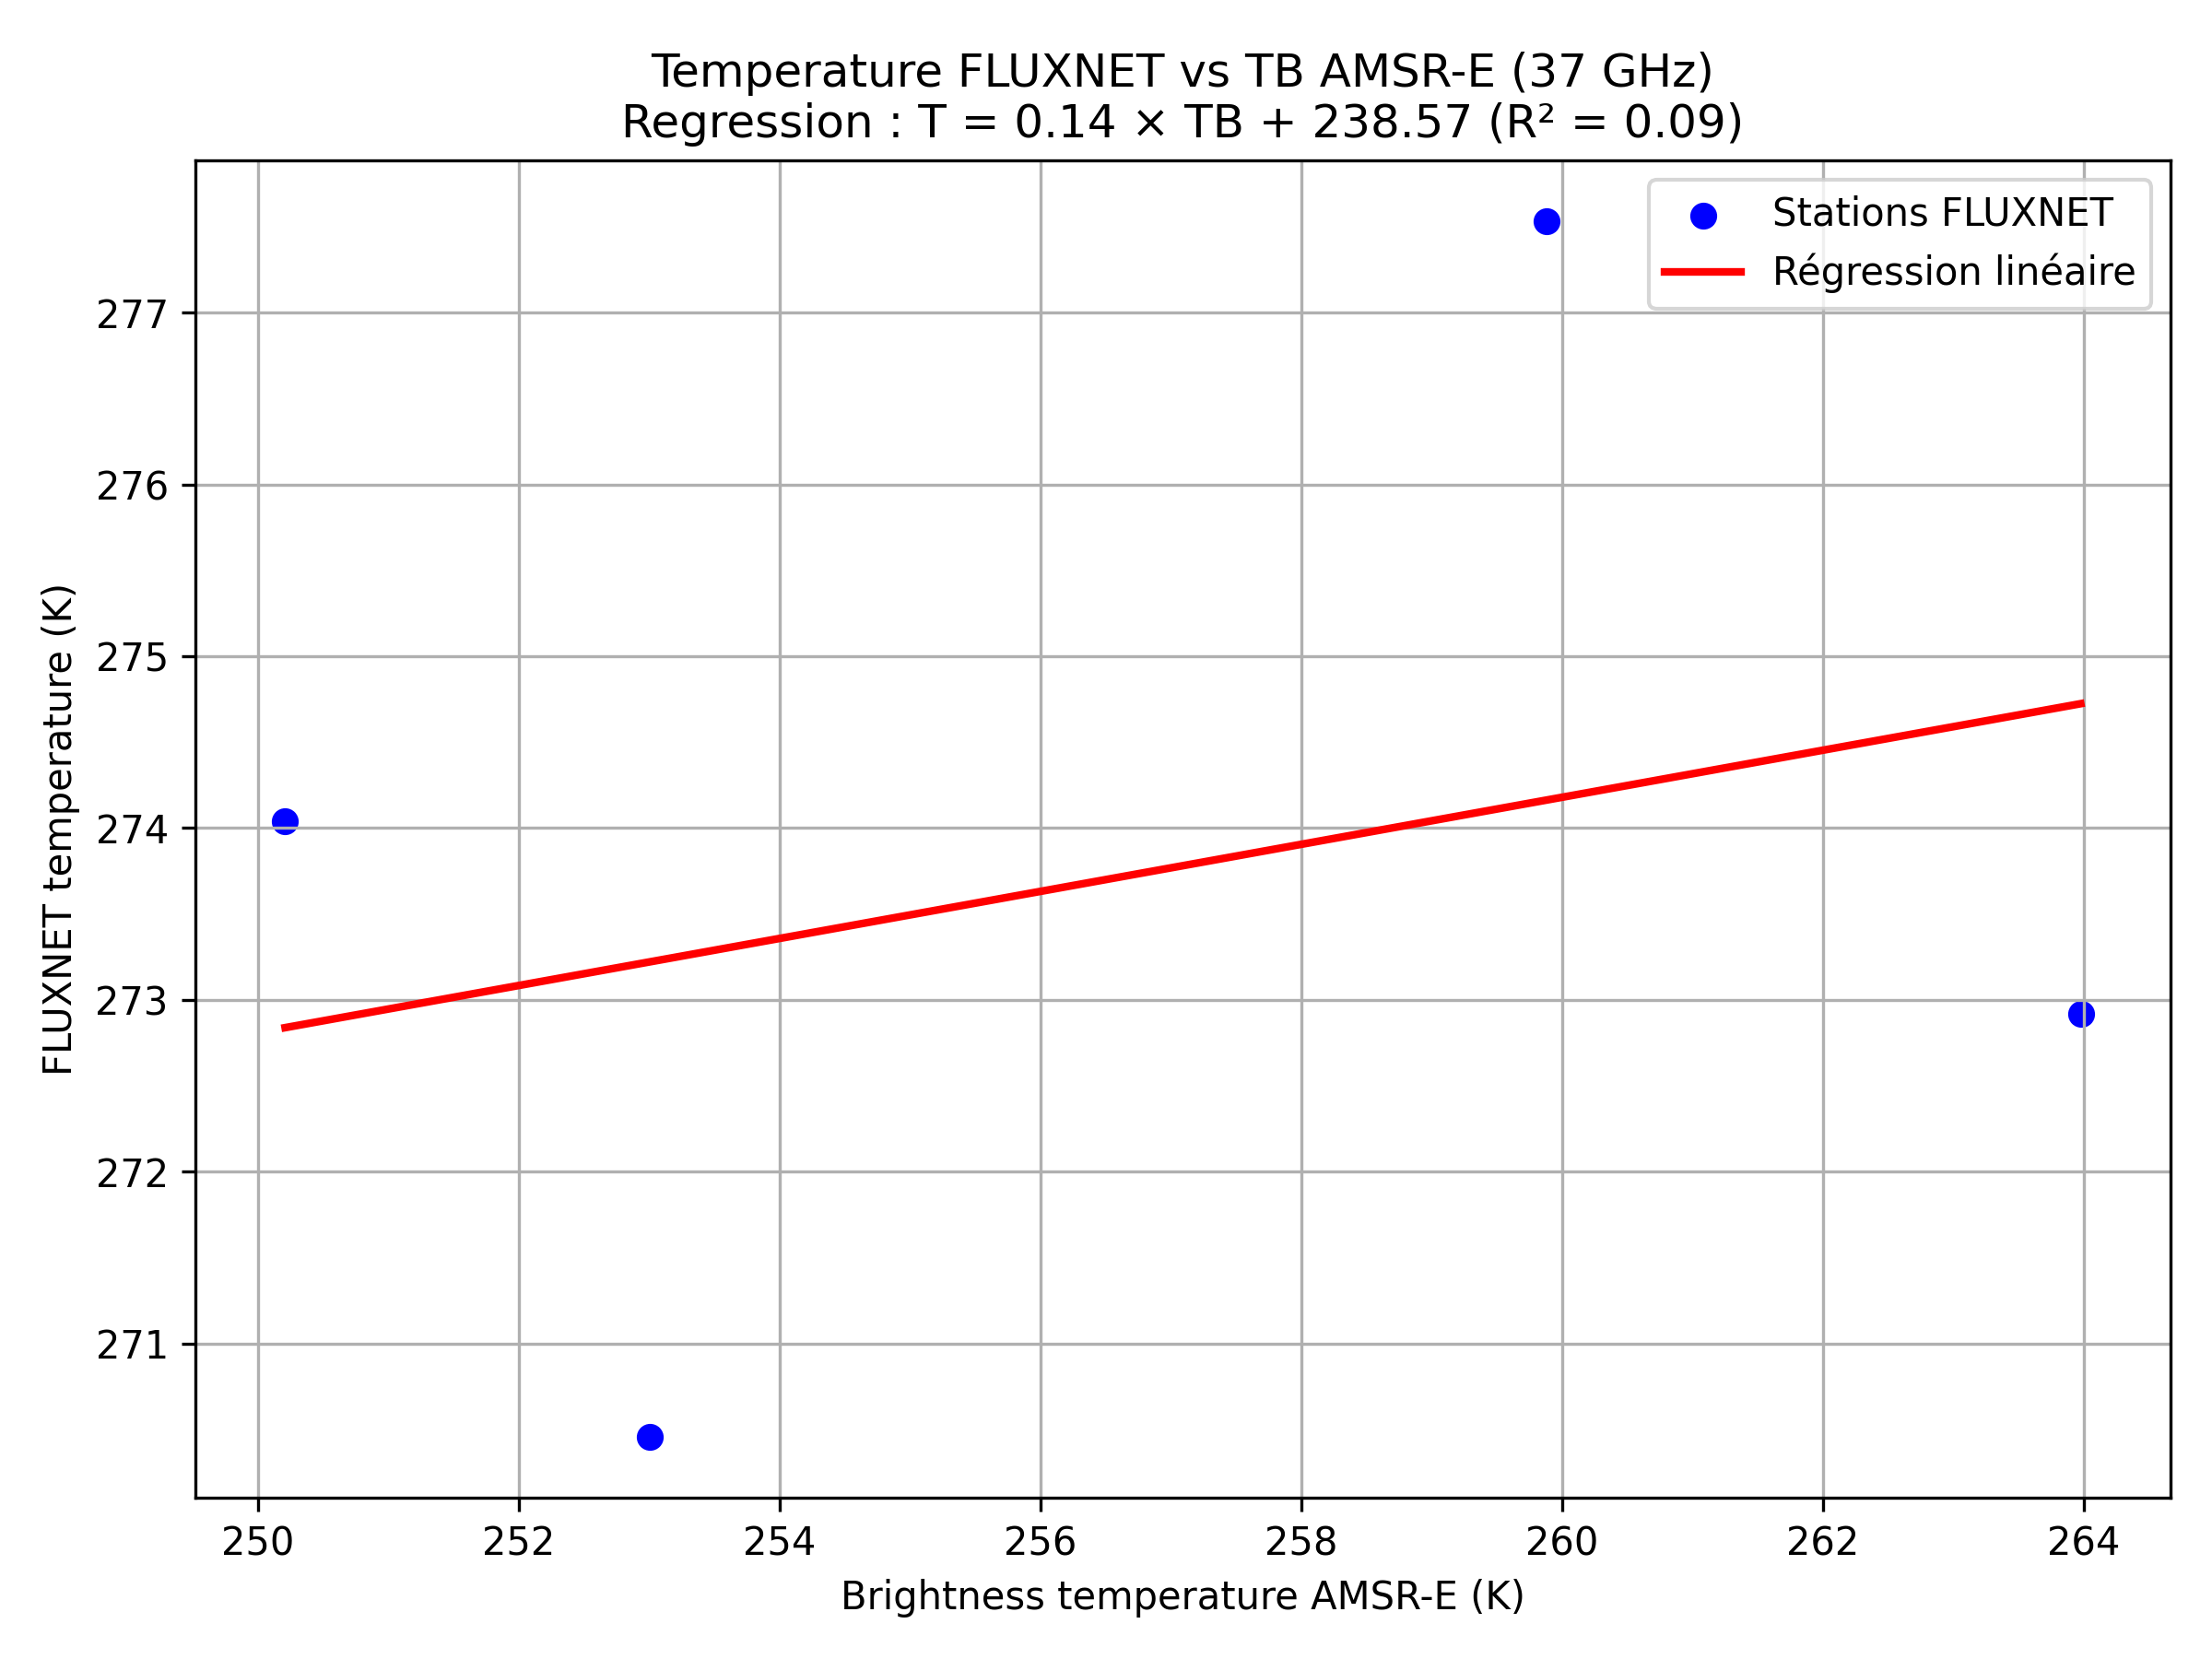 Temperature FLUXNET vs TB AMSR-E (37 GHz)
Regression : T = 0.14 × TB + 238.57 (R² = 0.09)
Stations FLUXNET
Régression linéaire
FLUXNET temperature (K)
277
276
275
274
273
272
271
250 252 254 256 258 260 262 264
Brightness temperature AMSR-E (K)